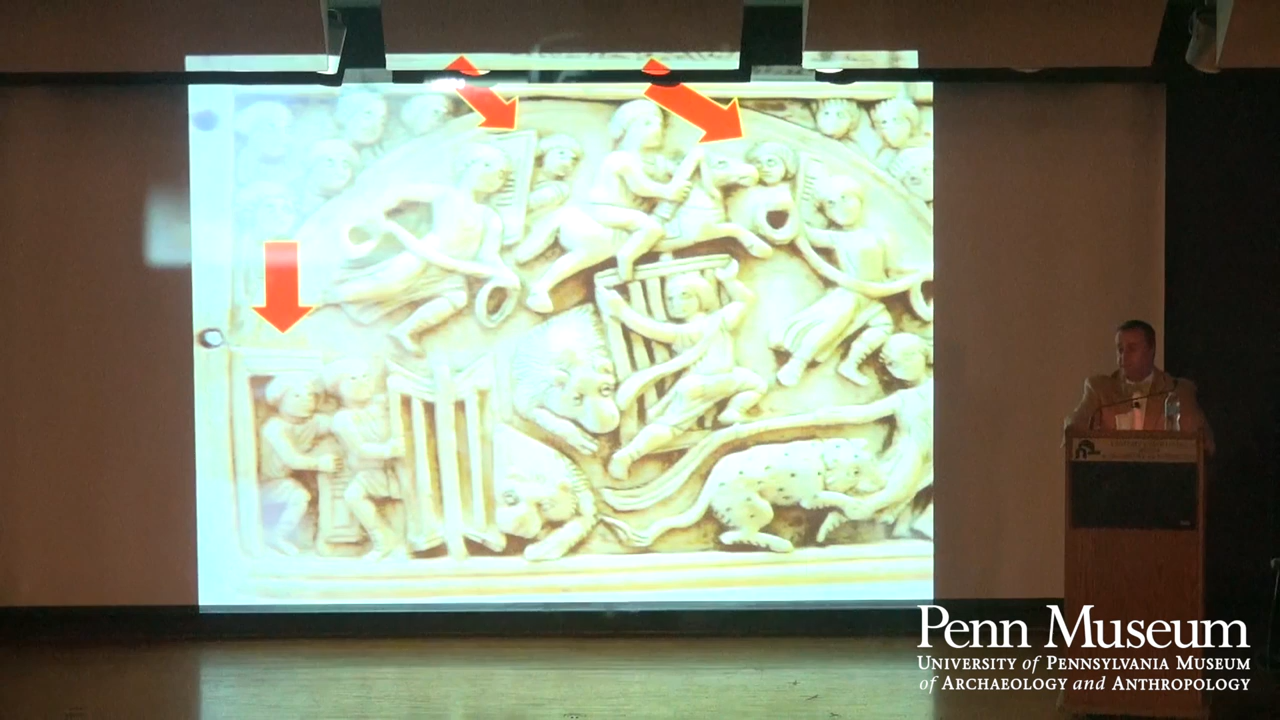 Penn Museum
UNIVERSITY of PENNSYLVANIA MUSEUM
of ARCHAEOLOGY and ANTHROPOLOGY